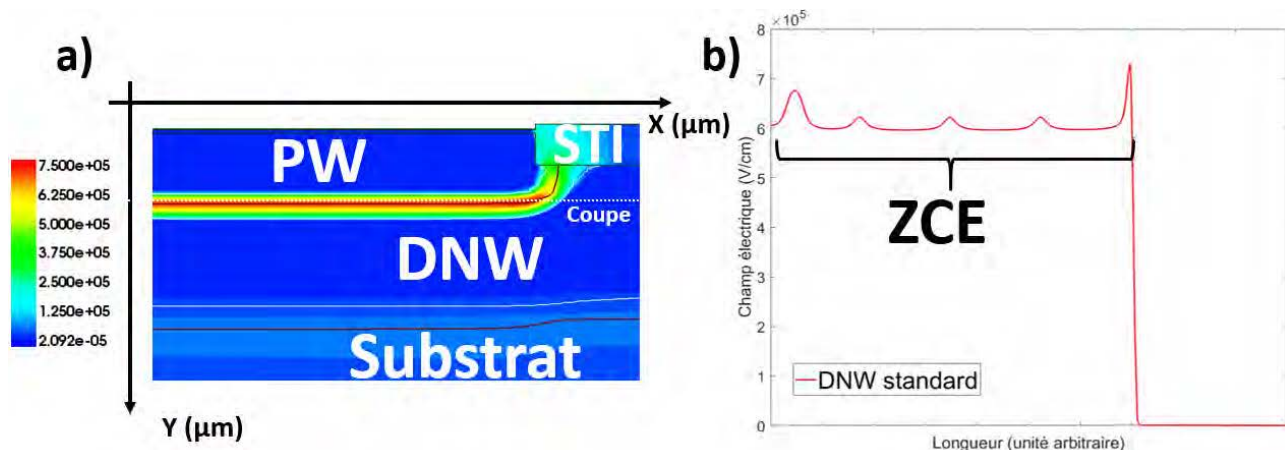 a)
X (µm)
PW
STI
7.500e+05
6.250e+05
5.000e+05
3.750e+05
2.500e+05
1.250e+05
2.092e-05
Coupe
DNW
Substrat
Y (µm)
b)
×10⁵
8
7
6
5
4
3
2
1
0
Champ électrique (V/cm)
ZCE
DNW standard
Longueur (unité arbitraire)